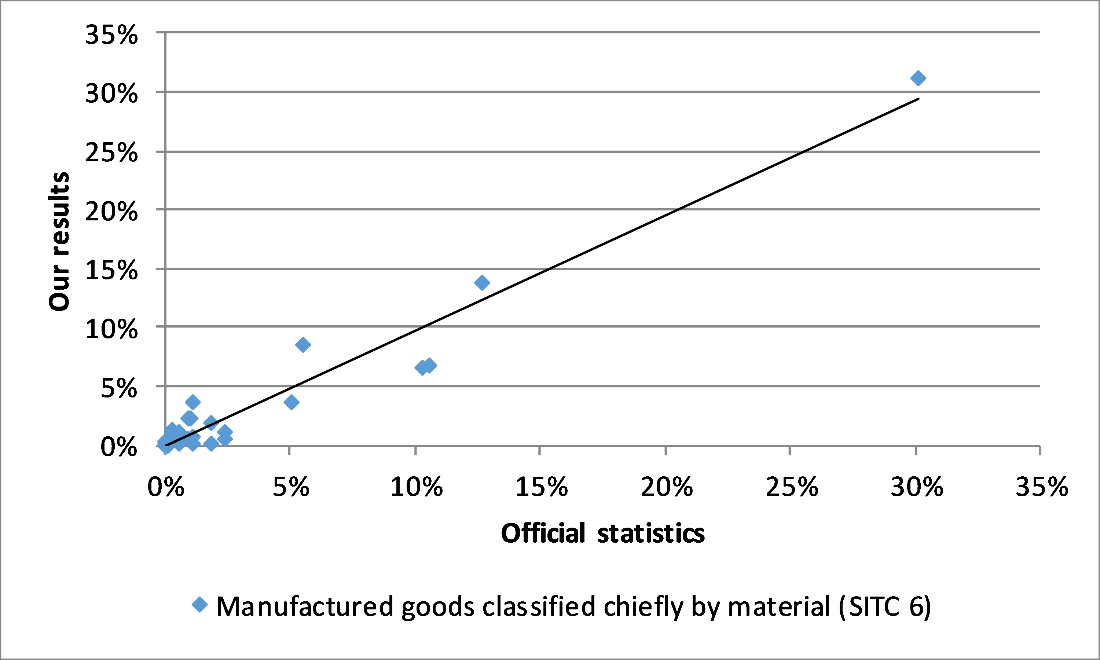 35%
30%
25%
20%
15%
10%
5%
0%
Our results
0% 5% 10% 15% 20% 25% 30% 35%
Official statistics
Manufactured goods classified chiefly by material (SITC 6)